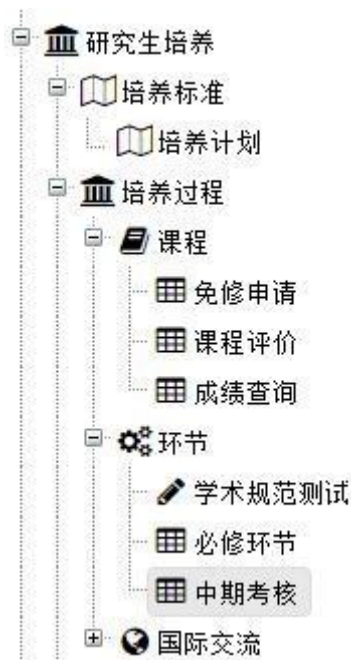 研究生培养
培养标准
培养计划
培养过程
课程
免修申请
课程评价
成绩查询
环节
学术规范测试
必修环节
中期考核
国际交流